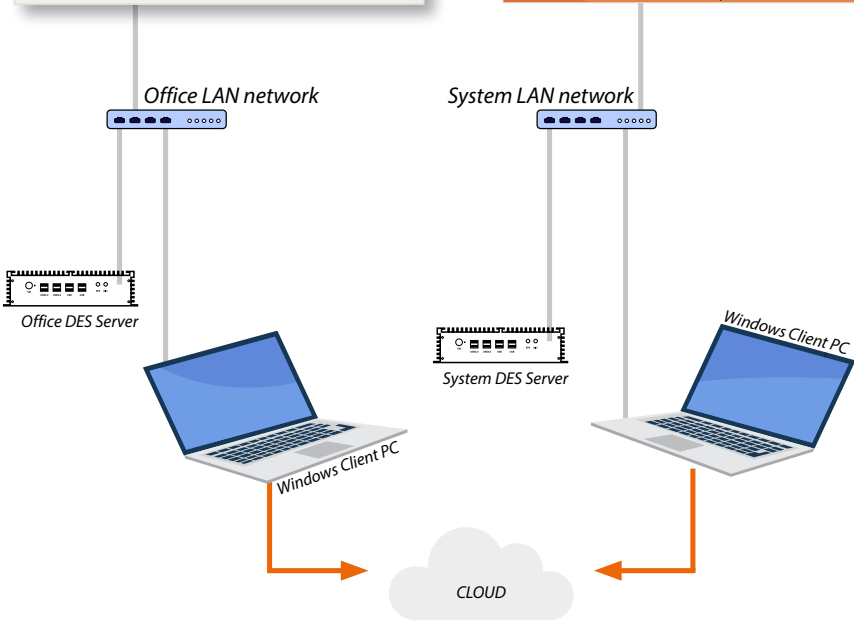 Office LAN network
System LAN network
Office DES Server
System DES Server
Windows Client PC
Windows Client PC
CLOUD